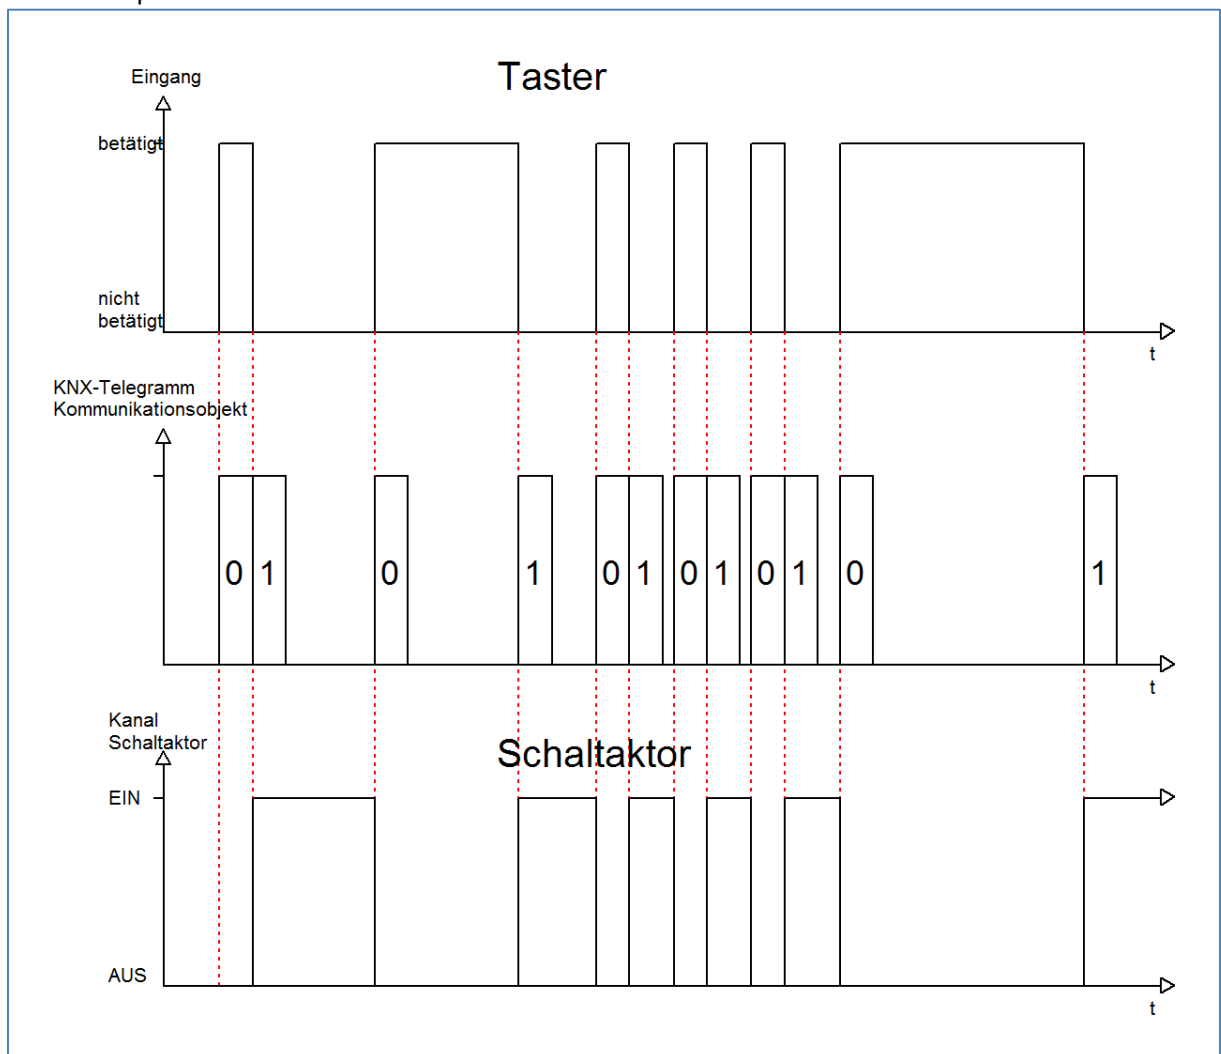 Taster
Eingang
betätigt
nicht
betätigt
t
KNX-Telegramm
Kommunikationsobjekt
0 1 0 1 0 1 0 1 0 1 0 1
t
Kanal
Schaltaktor
Schaltaktor
EIN
AUS
t